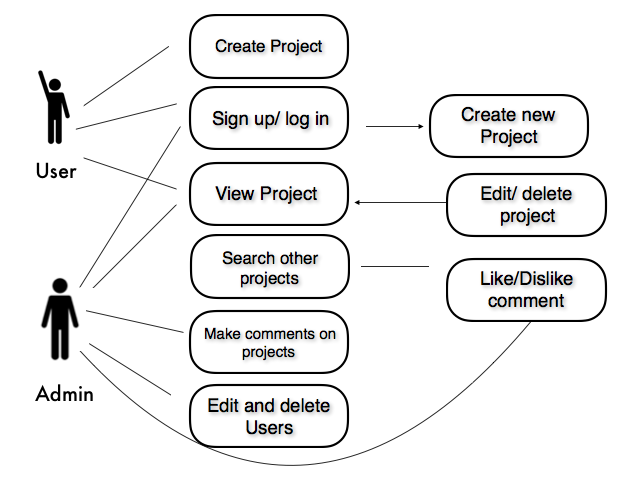 Create Project
Sign up/ log in
Create new
Project
User
View Project
Edit/ delete
project
Search other
projects
Like/Dislike
comment
Make comments on
projects
Admin
Edit and delete
Users